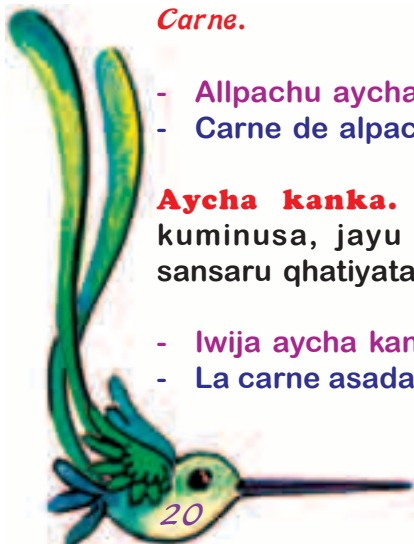 Carne.
- Allpachu aycha
- Carne de alpac
Aycha kanka.
kuminusa, jayu
sansaru qhatiyata
- Iwija aycha kan
- La carne asada
20